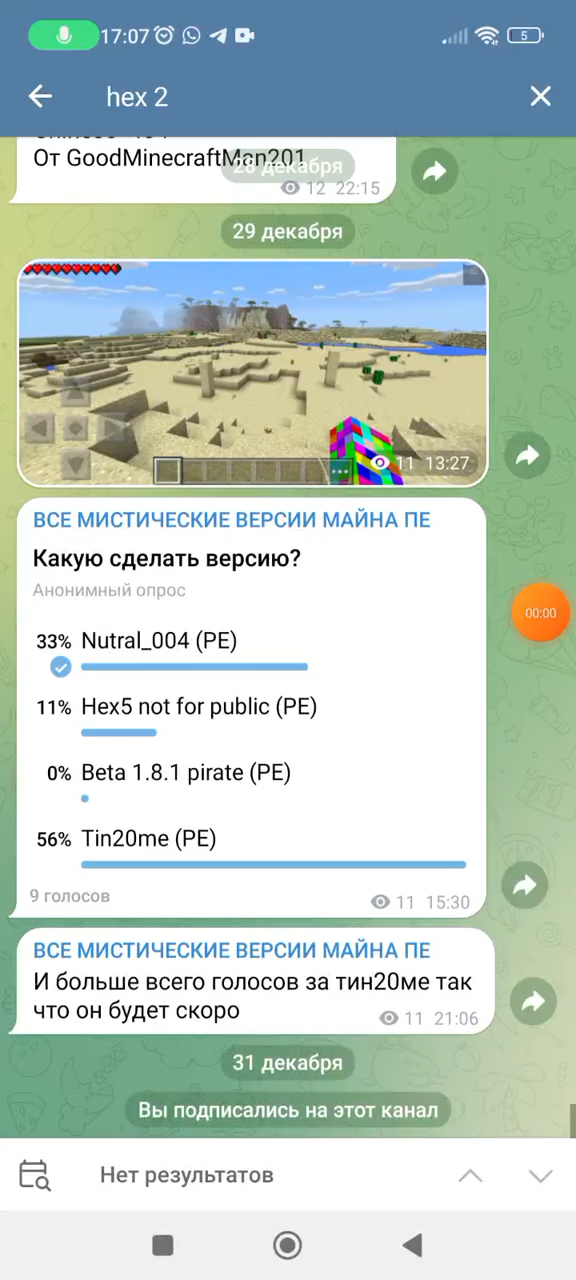 17:07
5
hex 2
От GoodMinecraftMan201
28 декабря
12 22:15
29 декабря
11 13:27
ВСЕ МИСТИЧЕСКИЕ ВЕРСИИ МАЙНА ПЕ
Какую сделать версию?
Анонимный опрос
33% Nutral_004 (PE)
11% Hex5 not for public (PE)
0% Beta 1.8.1 pirate (PE)
56% Tin20me (PE)
9 голосов
11 15:30
00:00
ВСЕ МИСТИЧЕСКИЕ ВЕРСИИ МАЙНА ПЕ
И больше всего голосов за тин20ме так
что он будет скоро
11 21:06
31 декабря
Вы подписались на этот канал
Нет результатов